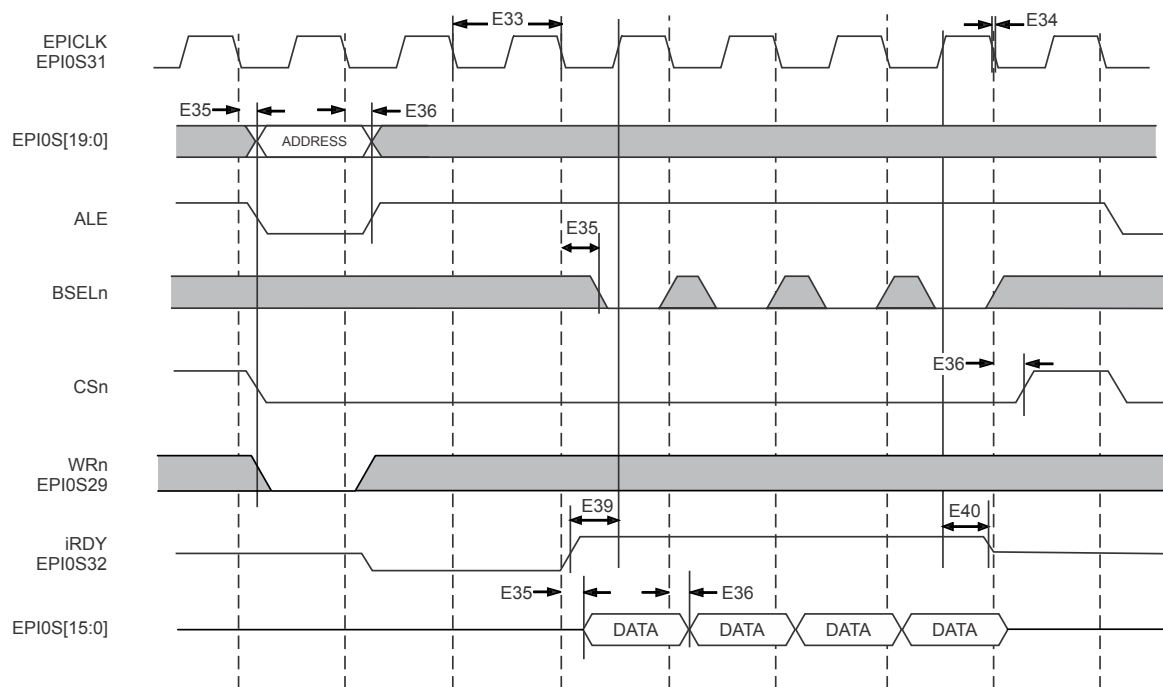 E33
E34
EPICLK
EPI0S31
E35
E36
EPI0S[19:0]
ADDRESS
ALE
E35
BSELn
E36
CSn
WRn
EPI0S29
E39
E40
iRDY
EPI0S32
E35
E36
EPI0S[15:0]
DATA DATA DATA DATA